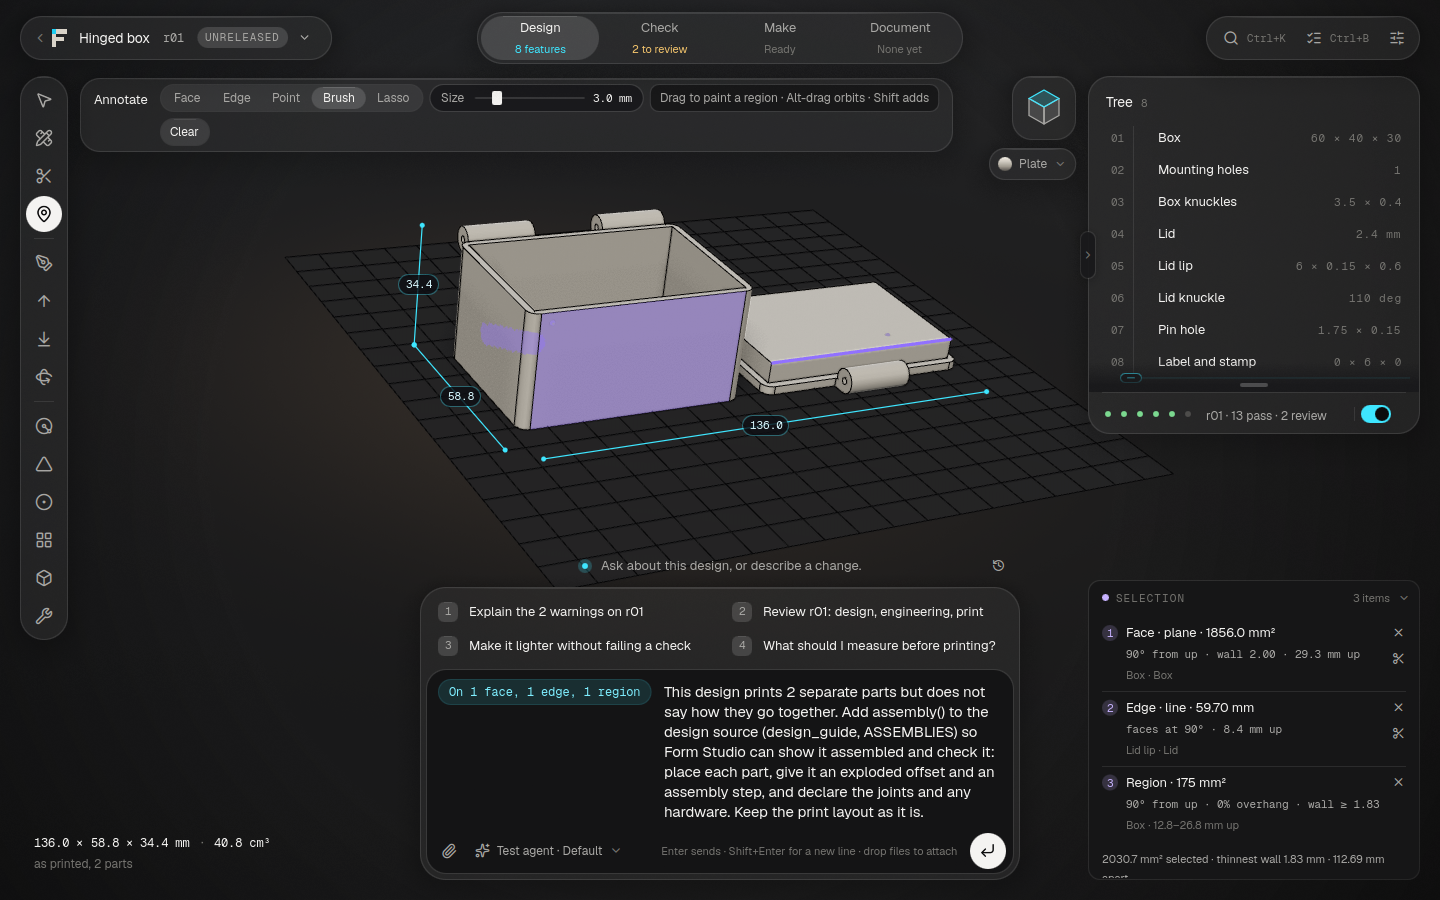 Hinged box r01 UNRELEASED
Design
8 features
Check
2 to review
Make
Ready
Document
None yet
Ctrl+K
Ctrl+B
Annotate
Face Edge Point Brush Lasso
Size 3.0 mm
Drag to paint a region · Alt-drag orbits · Shift adds
Clear
Plate
Tree 8
01 Box 60 × 40 × 30
02 Mounting holes 1
03 Box knuckles 3.5 × 0.4
04 Lid 2.4 mm
05 Lid lip 6 × 0.15 × 0.6
06 Lid knuckle 110 deg
07 Pin hole 1.75 × 0.15
08 Label and stamp 0 × 6 × 0
r01 · 13 pass · 2 review
34.4
58.8
136.0
Ask about this design, or describe a change.
1 Explain the 2 warnings on r01
2 Review r01: design, engineering, print
3 Make it lighter without failing a check
4 What should I measure before printing?
On 1 face, 1 edge, 1 region
This design prints 2 separate parts but does not
say how they go together. Add assembly() to the
design source (design_guide, ASSEMBLIES) so
Form Studio can show it assembled and check it:
place each part, give it an exploded offset and an
assembly step, and declare the joints and any
hardware. Keep the print layout as it is.
Test agent · Default
Enter sends · Shift+Enter for a new line · drop files to attach
SELECTION 3 items
1 Face · plane · 1856.0 mm²
90° from up · wall 2.00 · 29.3 mm up
Box · Box
2 Edge · line · 59.70 mm
faces at 90° · 8.4 mm up
Lid lip · Lid
3 Region · 175 mm²
90° from up · 0% overhang · wall ≥ 1.83
Box · 12.8–26.8 mm up
2030.7 mm² selected · thinnest wall 1.83 mm · 112.69 mm
apart
136.0 × 58.8 × 34.4 mm · 40.8 cm³
as printed, 2 parts